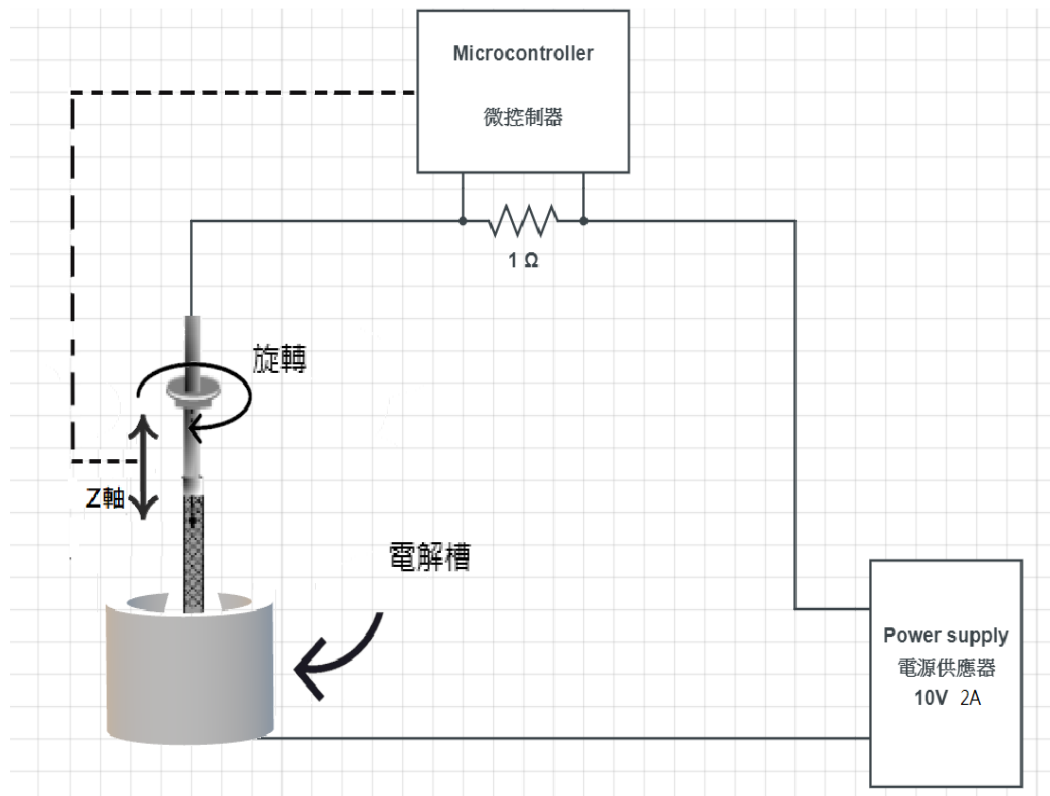 Microcontroller
微控制器
1 Ω
旋轉
Z軸
電解槽
Power supply
電源供應器
10V 2A